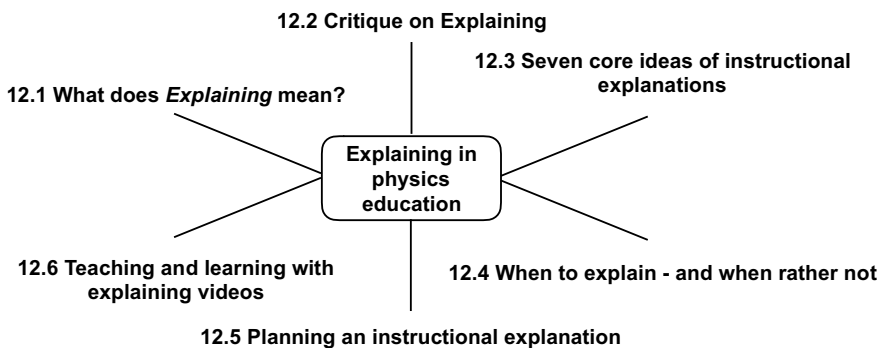 12.2 Critique on Explaining
12.3 Seven core ideas of instructional
explanations
12.1 What does Explaining mean?
Explaining in
physics
education
12.6 Teaching and learning with
explaining videos
12.4 When to explain - and when rather not
12.5 Planning an instructional explanation